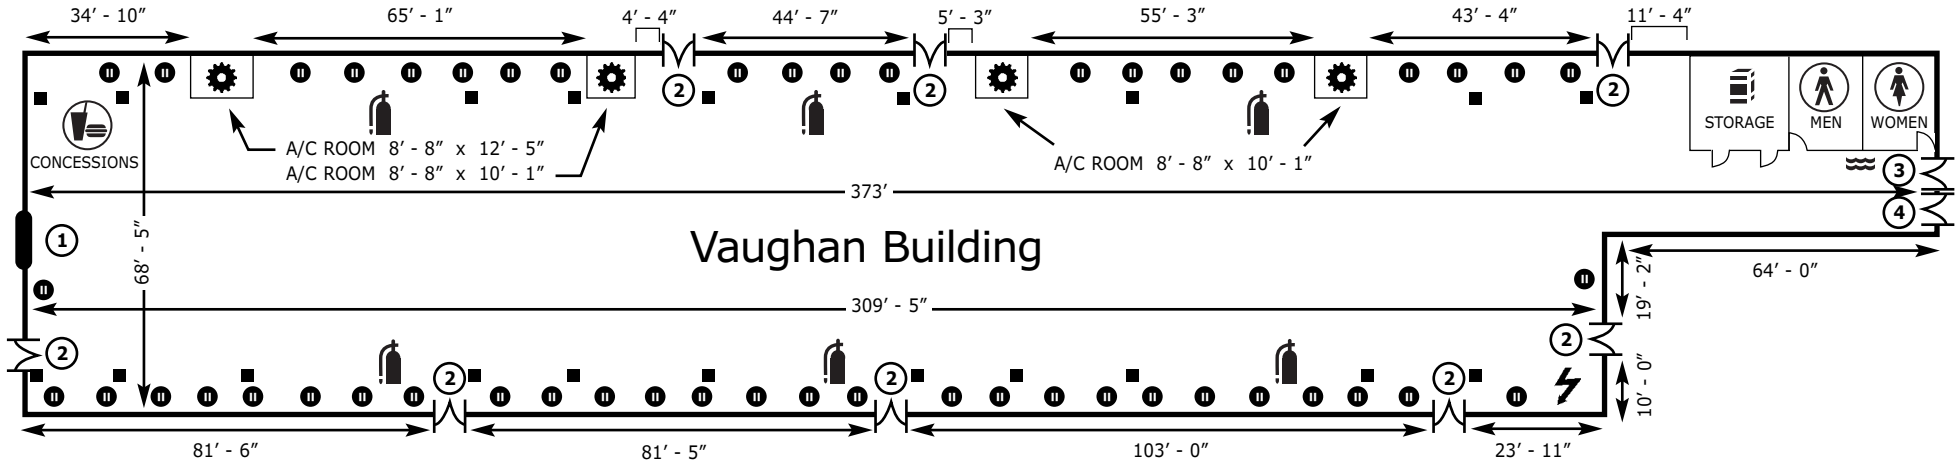 34’ - 10”
65’ - 1”
4’ - 4”
44’ - 7”
5’ - 3”
55’ - 3”
43’ - 4”
11’ - 4”
2
2
2
CONCESSIONS
A/C ROOM 8’ - 8” x 12’ - 5”
A/C ROOM 8’ - 8” x 10’ - 1”
A/C ROOM 8’ - 8” x 10’ - 1”
STORAGE
MEN
WOMEN
3
373’
4
1
68’ - 5”
Vaughan Building
64’ - 0”
19’ - 2”
309’ - 5”
2
2
2
2
2
10’ - 0”
81’ - 6”
81’ - 5”
103’ - 0”
23’ - 11”